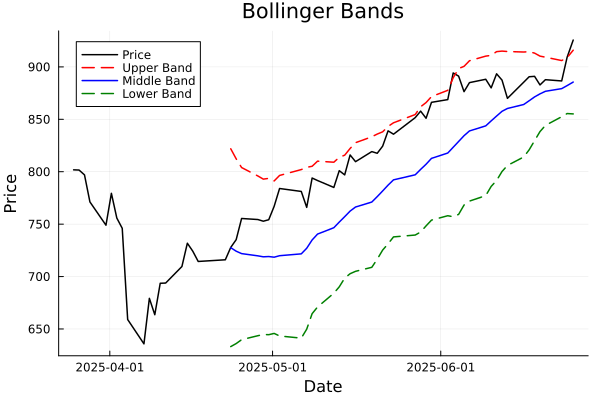 Bollinger Bands
Price
Upper Band
Middle Band
Lower Band
900
850
800
750
700
650
Price
2025-04-01
2025-05-01
2025-06-01
Date